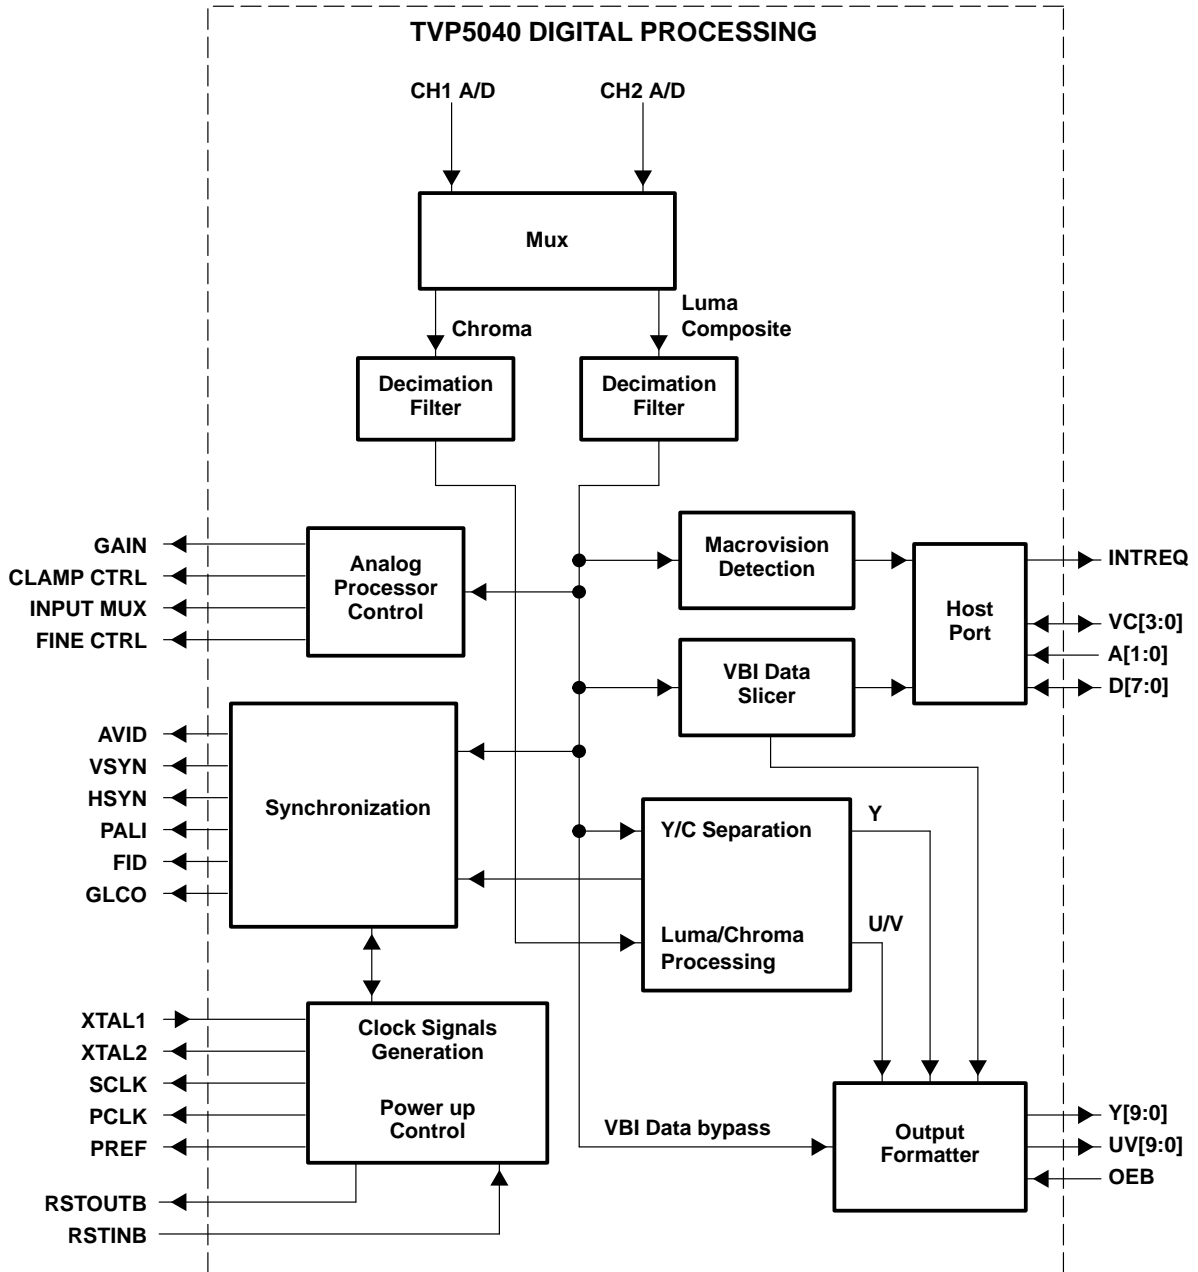 TVP5040 DIGITAL PROCESSING
CH1 A/D
CH2 A/D
Mux
Chroma
Luma
Composite
Decimation
Filter
Decimation
Filter
GAIN
CLAMP CTRL
INPUT MUX
FINE CTRL
Analog
Processor
Control
Macrovision
Detection
Host
Port
INTREQ
VC[3:0]
A[1:0]
D[7:0]
VBI Data
Slicer
AVID
VSYN
HSYN
PALI
FID
GLCO
Synchronization
Y/C Separation
Luma/Chroma
Processing
Y
U/V
XTAL1
XTAL2
SCLK
PCLK
PREF
RSTOUTB
RSTINB
Clock Signals
Generation
Power up
Control
VBI Data bypass
Output
Formatter
Y[9:0]
UV[9:0]
OEB